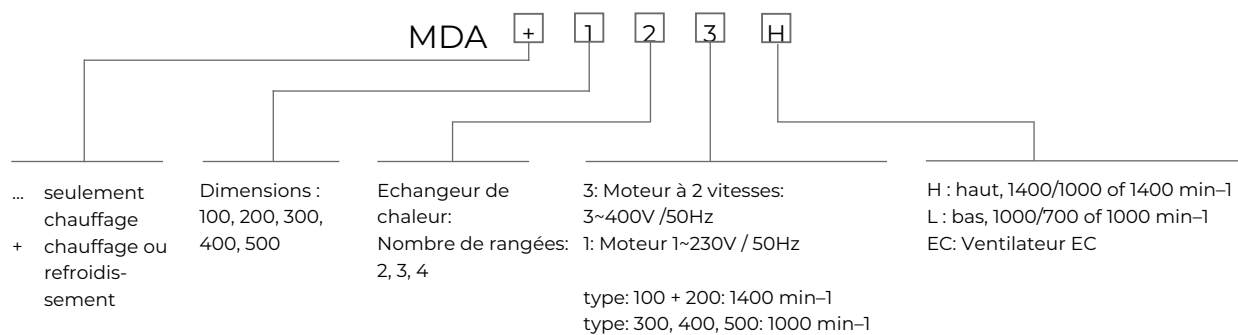 MDA + 1 2 3 H
... seulement
chauffage
+ chauffage ou
refroidis-
sement
Dimensions :
100, 200, 300,
400, 500
Echangeur de
chaleur:
Nombre de rangées:
2, 3, 4
3: Moteur à 2 vitesses:
3~400V /50Hz
1: Moteur 1~230V / 50Hz
type: 100 + 200: 1400 min–1
type: 300, 400, 500: 1000 min–1
H : haut, 1400/1000 of 1400 min–1
L : bas, 1000/700 of 1000 min–1
EC: Ventilateur EC